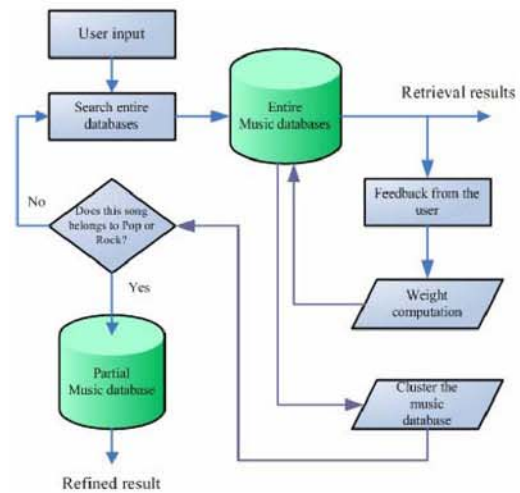 User input
Search entire
databases
Entire
Music databases
Retrieval results
Feedback from the
user
No
Does this song
belongs to Pop or
Rock?
Weight
computation
Yes
Partial
Music database
Cluster the
music
database
Refined result